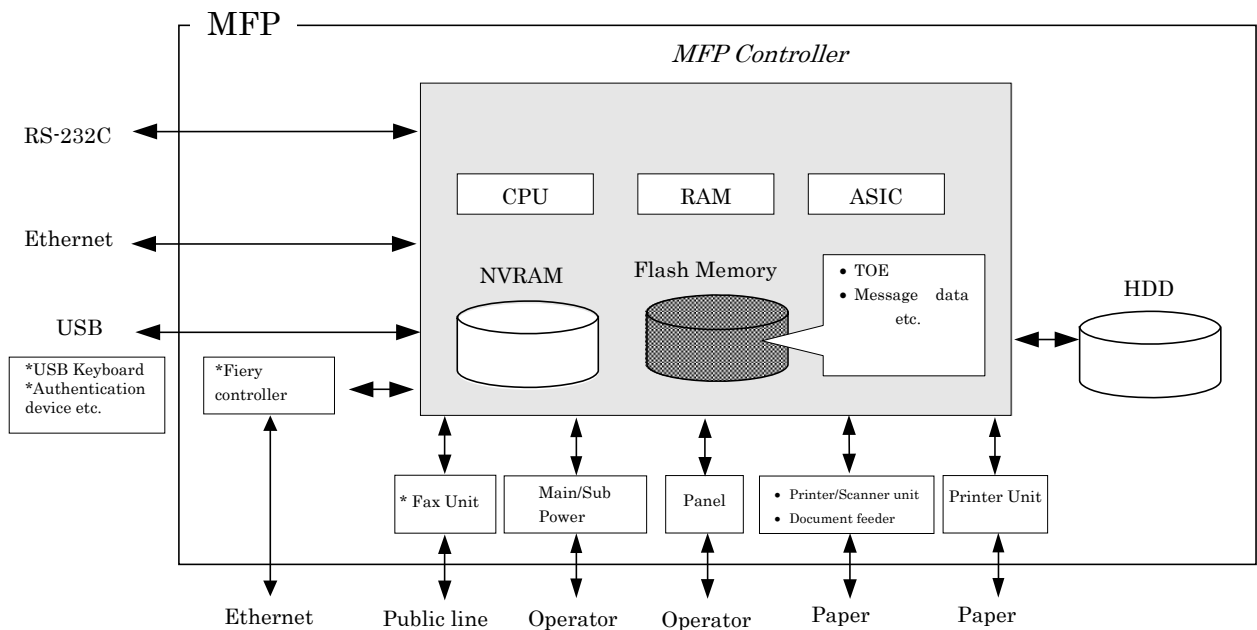 MFP
MFP Controller
RS-232C
CPU
RAM
ASIC
Ethernet
NVRAM
Flash Memory
• TOE
• Message data
etc.
HDD
USB
*USB Keyboard
*Authentication
device etc.
*Fiery
controller
* Fax Unit
Main/Sub
Power
Panel
• Printer/Scanner unit
• Document feeder
Printer Unit
Ethernet
Public line
Operator
Operator
Paper
Paper